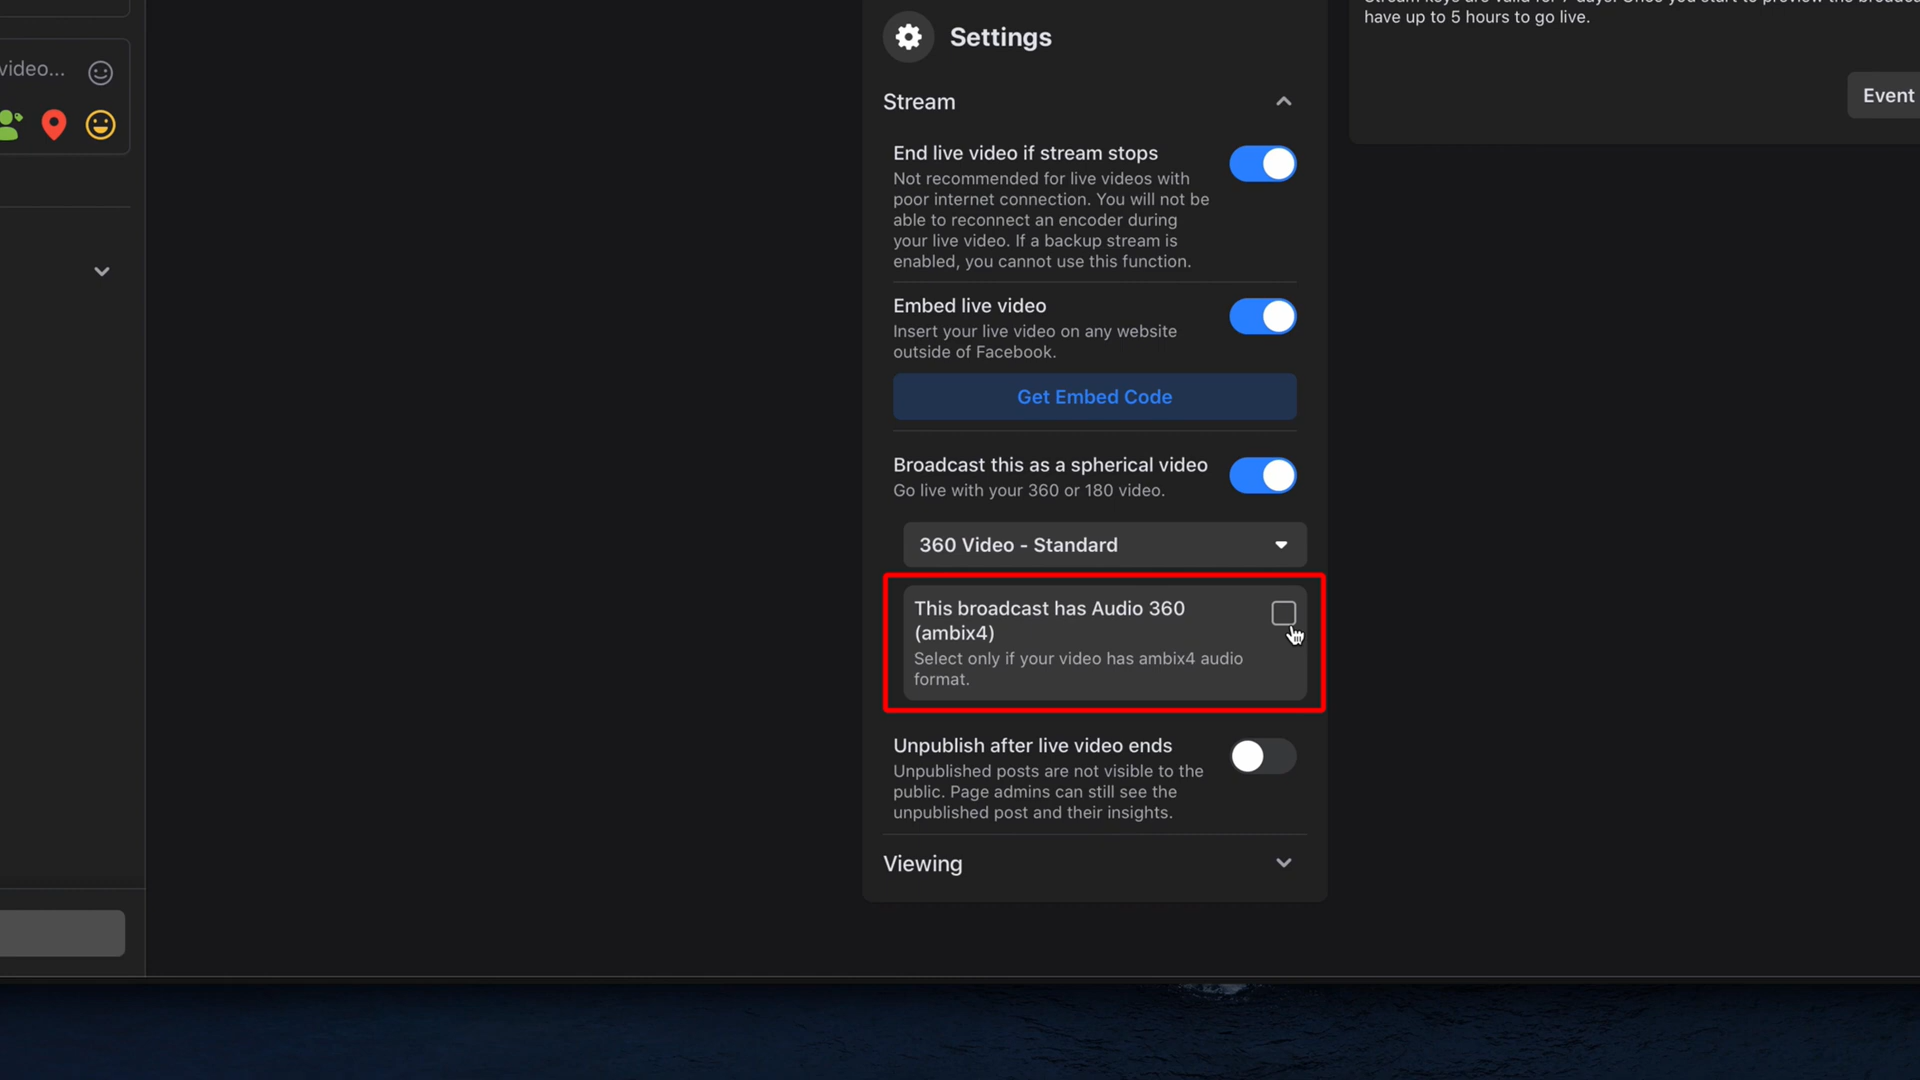 video...
Settings
Stream
End live video if stream stops
Not recommended for live videos with
poor internet connection. You will not be
able to reconnect an encoder during
your live video. If a backup stream is
enabled, you cannot use this function.
Embed live video
Insert your live video on any website
outside of Facebook.
Get Embed Code
Broadcast this as a spherical video
Go live with your 360 or 180 video.
360 Video - Standard
This broadcast has Audio 360
(ambix4)
Select only if your video has ambix4 audio
format.
Unpublish after live video ends
Unpublished posts are not visible to the
public. Page admins can still see the
unpublished post and their insights.
Viewing
have up to 5 hours to go live.
Event